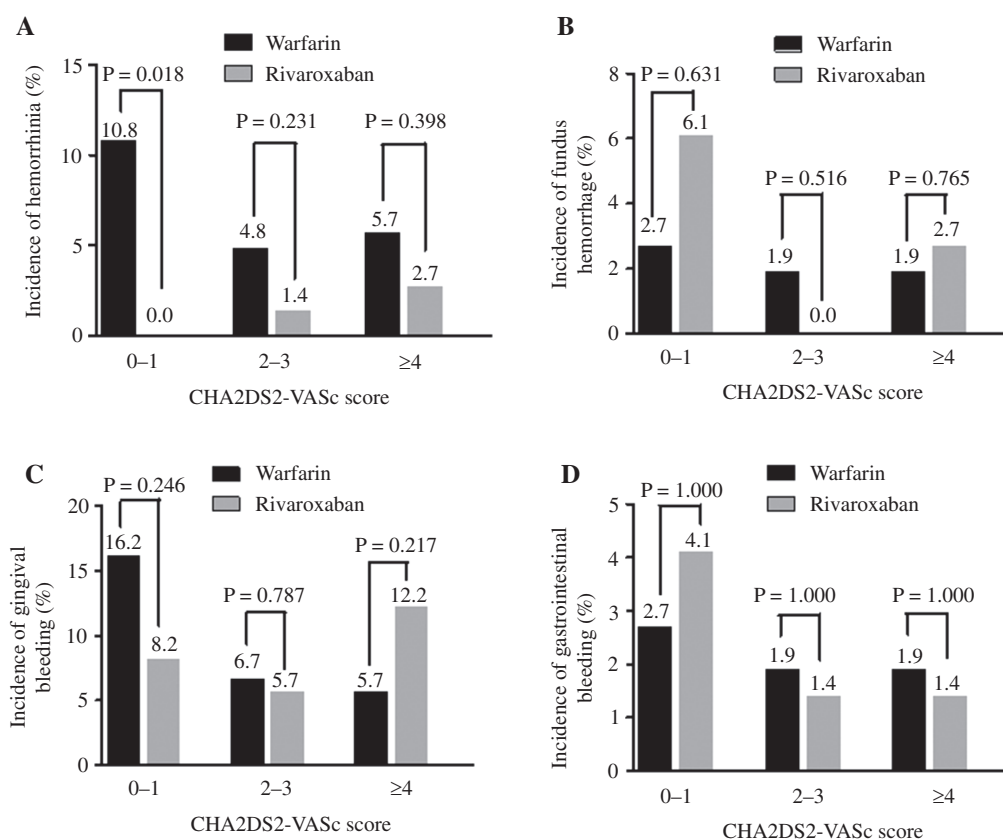 A
Warfarin
Rivaroxaban
Incidence of hemorrhinia (%)
15
10
5
0
P = 0.018
P = 0.231
P = 0.398
10.8
0.0
4.8
1.4
5.7
2.7
0–1
2–3
≥4
CHA2DS2-VASc score
B
Warfarin
Rivaroxaban
Incidence of fundus
hemorrhage (%)
8
6
4
2
0
P = 0.631
P = 0.516
P = 0.765
2.7
6.1
1.9
0.0
1.9
2.7
0–1
2–3
≥4
CHA2DS2-VASc score
C
Warfarin
Rivaroxaban
Incidence of gingival
bleeding (%)
20
15
10
5
0
P = 0.246
P = 0.787
P = 0.217
16.2
8.2
6.7
5.7
5.7
12.2
0–1
2–3
≥4
CHA2DS2-VASc score
D
Warfarin
Rivaroxaban
Incidence of gastrointestinal
bleeding (%)
5
4
3
2
1
0
P = 1.000
P = 1.000
P = 1.000
2.7
4.1
1.9
1.4
1.9
1.4
0–1
2–3
≥4
CHA2DS2-VASc score